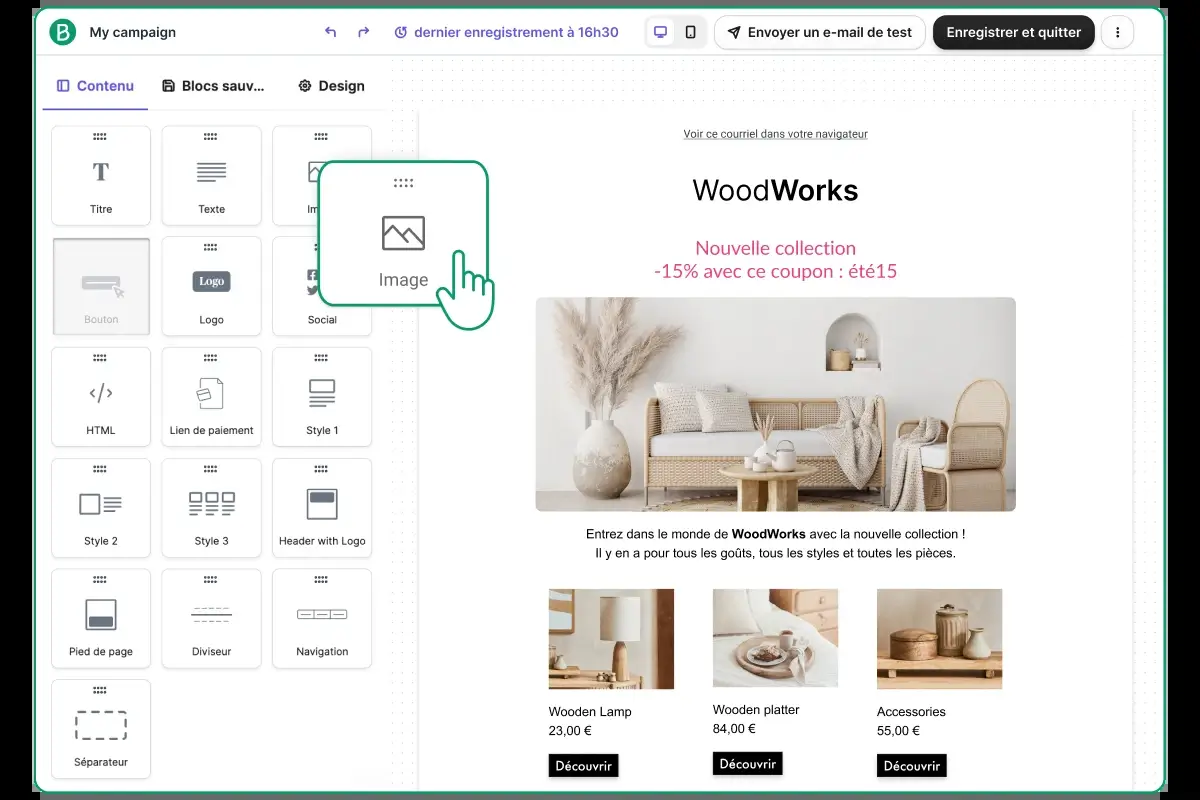 B
My campaign
dernier enregistrement à 16h30
Envoyer un e-mail de test
Enregistrer et quitter
Contenu
Blocs sauv...
Design
T
Titre
Texte
Im
Image
Bouton
Logo
Logo
Social
</>
HTML
Lien de paiement
Style 1
Style 2
Style 3
Header with Logo
Pied de page
Diviseur
Navigation
Séparateur
Voir ce courriel dans votre navigateur
WoodWorks
Nouvelle collection
-15% avec ce coupon : été15
Entrez dans le monde de WoodWorks avec la nouvelle collection !
Il y en a pour tous les goûts, tous les styles et toutes les pièces.
Wooden Lamp
23,00 €
Découvrir
Wooden platter
84,00 €
Découvrir
Accessories
55,00 €
Découvrir